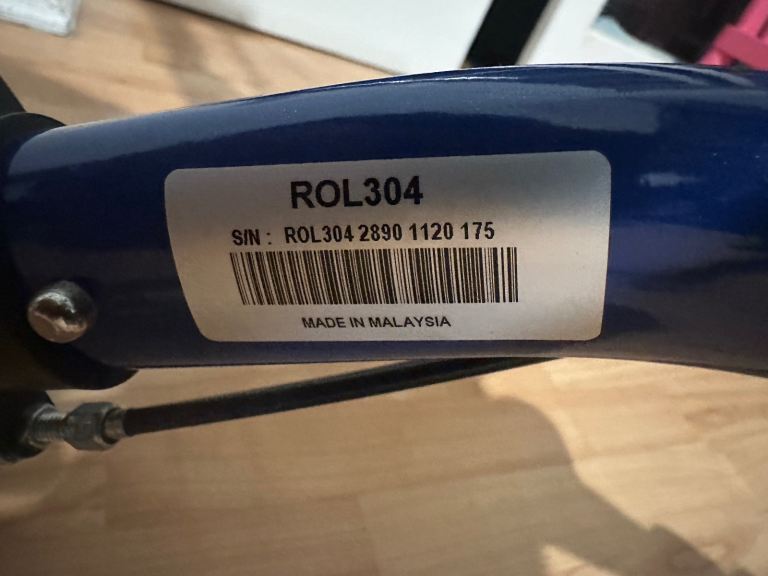 ROL304
S/N : ROL304 2890 1120 175
MADE IN MALAYSIA